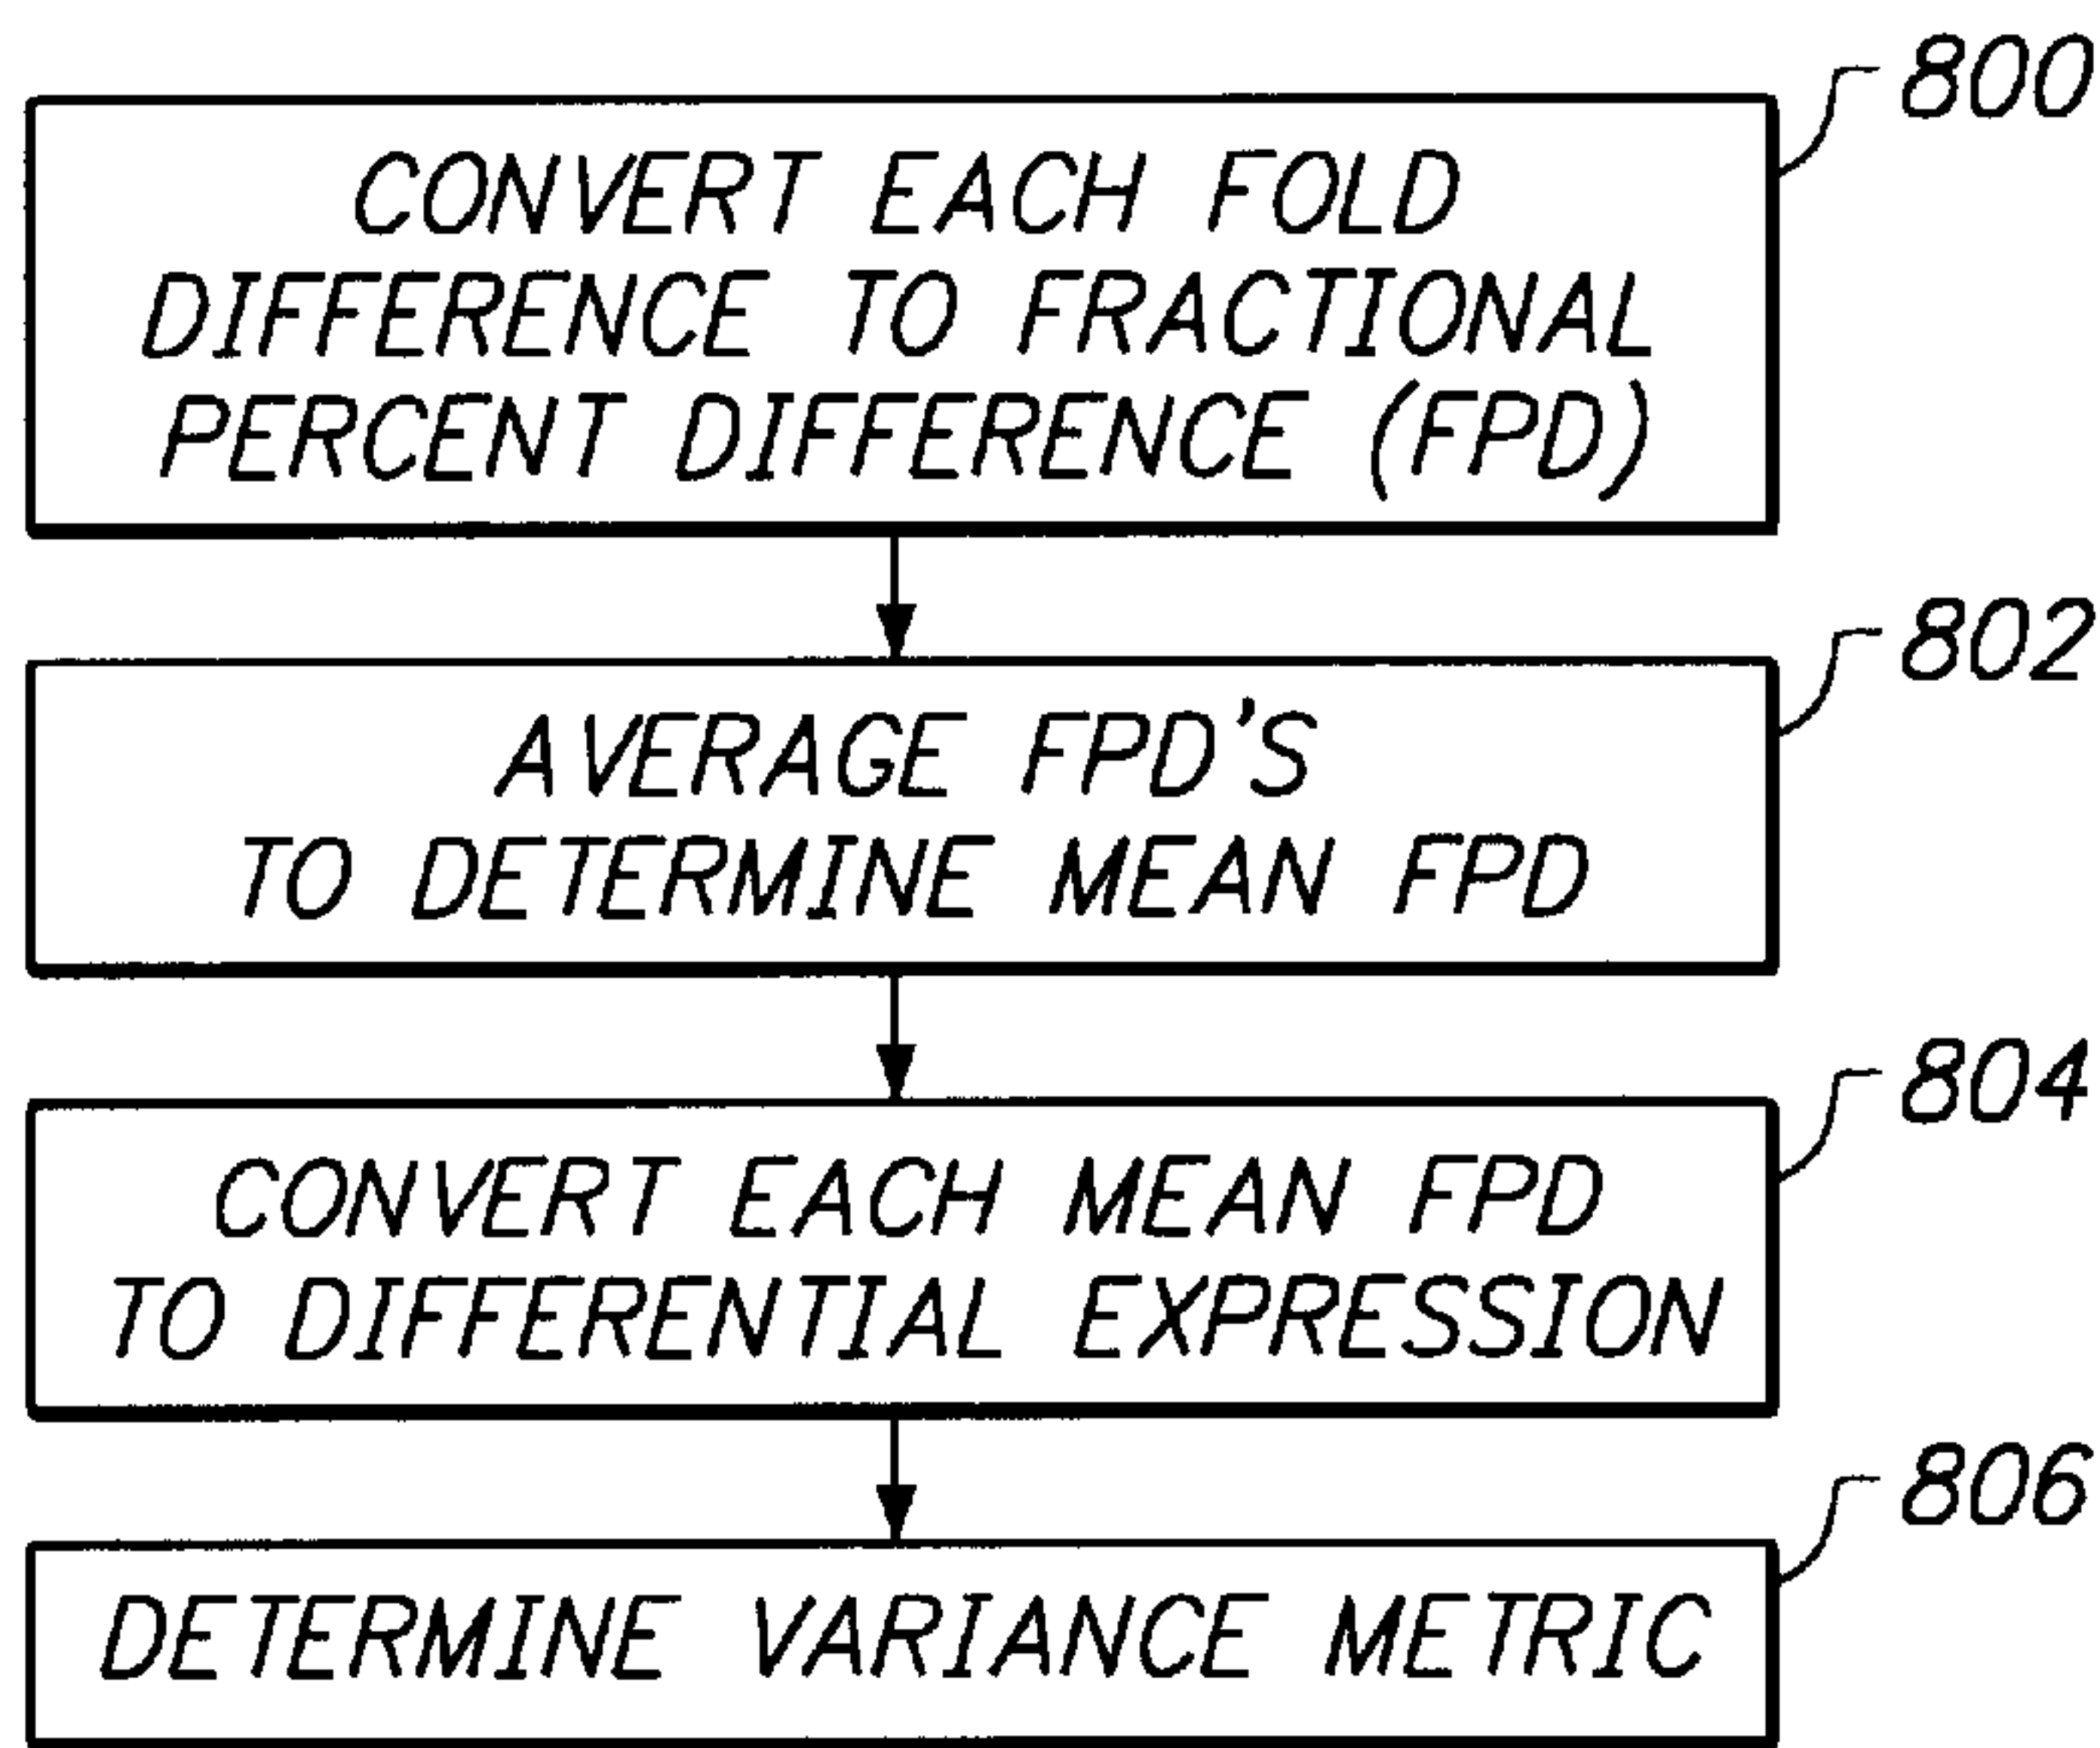 800
CONVERT EACH FOLD
DIFFERENCE TO FRACTIONAL
PERCENT DIFFERENCE (FPD)
802
AVERAGE FPD'S
TO DETERMINE MEAN FPD
804
CONVERT EACH MEAN FPD
TO DIFFERENTIAL EXPRESSION
806
DETERMINE VARIANCE METRIC